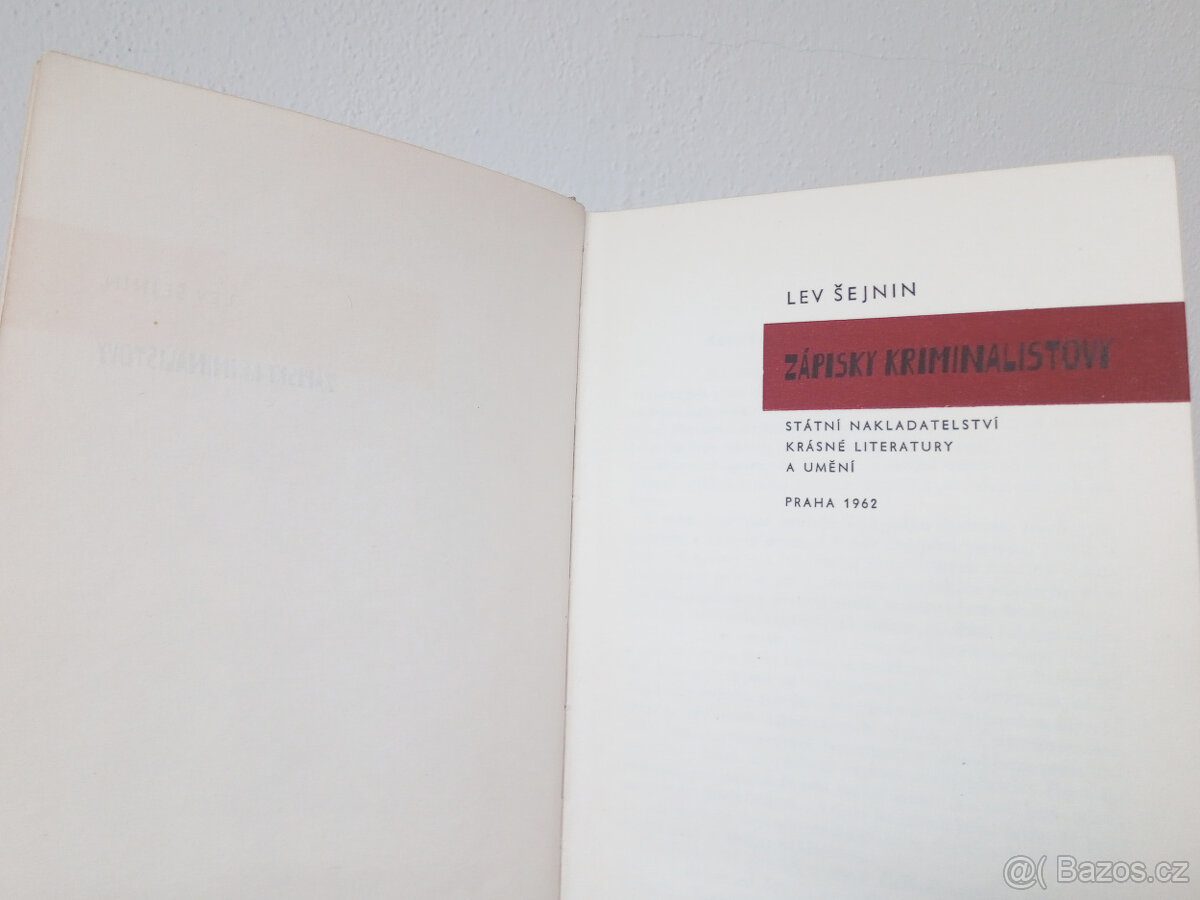 LEV ŠEJNIN
ZÁPISKY KRIMINALISTOVY
STÁTNÍ NAKLADATELSTVÍ
KRÁSNÉ LITERATURY
A UMĚNÍ
PRAHA 1962
@( Bazos.cz